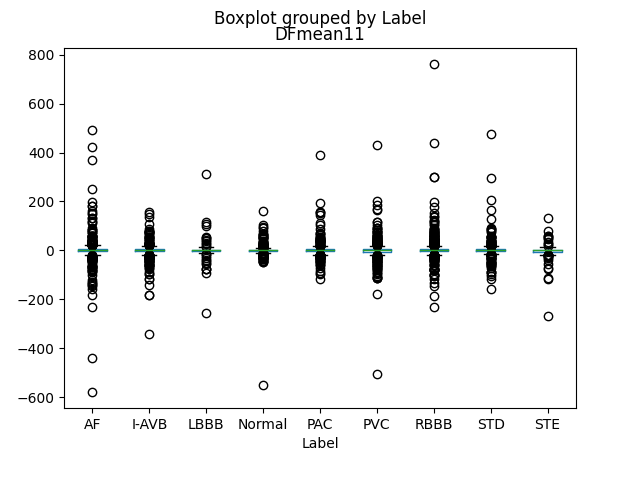 Boxplot grouped by Label
DFmean11
800
600
400
200
0
−200
−400
−600
AF I-AVB LBBB Normal PAC PVC RBBB STD STE
Label